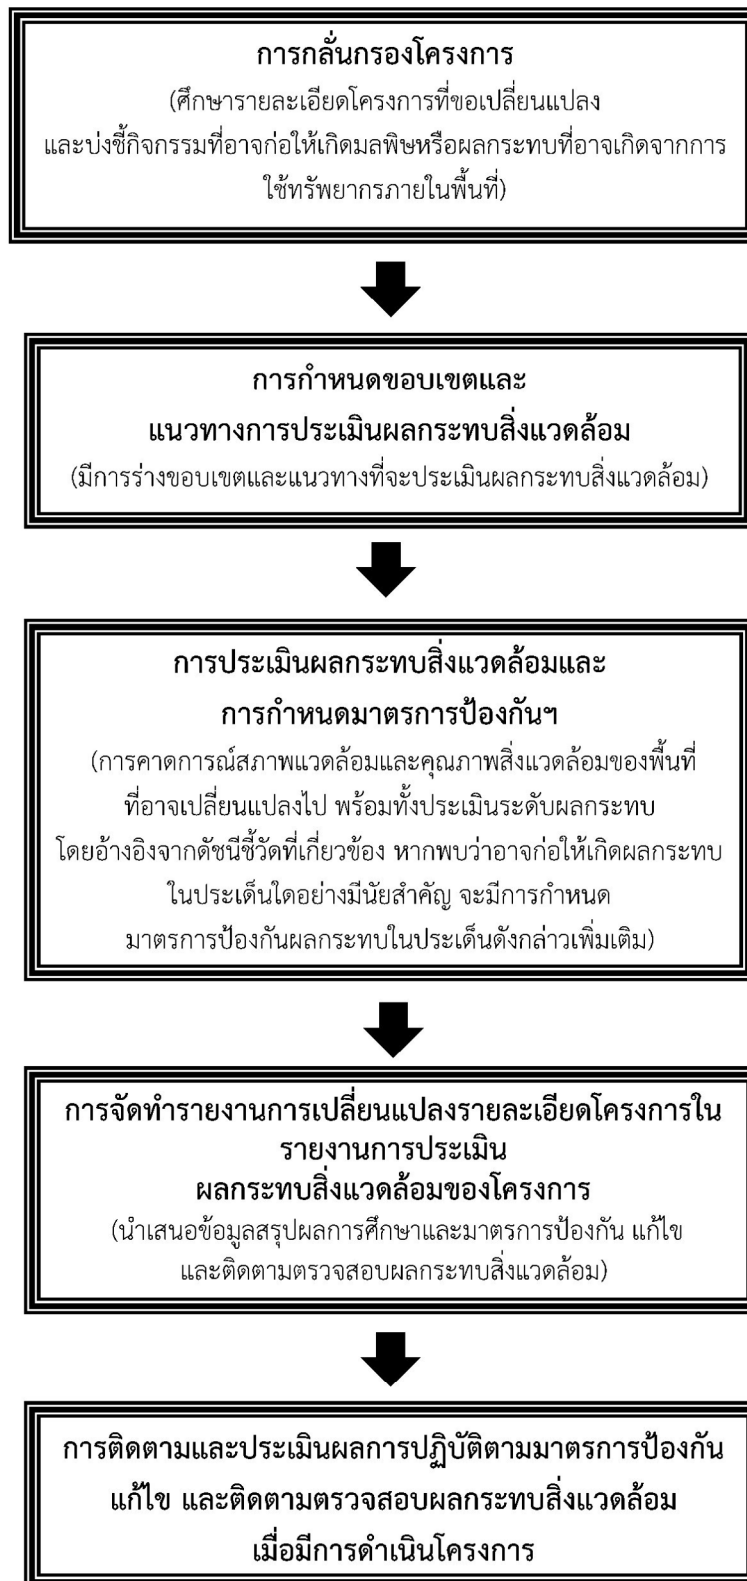 การกลั่นกรองโครงการ
(ศึกษารายละเอียดโครงการที่ขอเปลี่ยนแปลง
และบ่งชี้กิจกรรมที่อาจก่อให้เกิดมลพิษหรือผลกระทบที่อาจเกิดจากการ
ใช้ทรัพยากรภายในพื้นที่)
การกำหนดขอบเขตและ
แนวทางการประเมินผลกระทบสิ่งแวดล้อม
(มีการร่างขอบเขตและแนวทางที่จะประเมินผลกระทบสิ่งแวดล้อม)
การประเมินผลกระทบสิ่งแวดล้อมและ
การกำหนดมาตรการป้องกันฯ
(การคาดการณ์สภาพแวดล้อมและคุณภาพสิ่งแวดล้อมของพื้นที่
ที่อาจเปลี่ยนแปลงไป พร้อมทั้งประเมินระดับผลกระทบ
โดยอ้างอิงจากดัชนีชี้วัดที่เกี่ยวข้อง หากพบว่าอาจก่อให้เกิดผลกระทบ
ในประเด็นใดอย่างมีนัยสำคัญ จะมีการกำหนด
มาตรการป้องกันผลกระทบในประเด็นดังกล่าวเพิ่มเติม)
การจัดทำรายงานการเปลี่ยนแปลงรายละเอียดโครงการใน
รายงานการประเมิน
ผลกระทบสิ่งแวดล้อมของโครงการ
(นำเสนอข้อมูลสรุปผลการศึกษาและมาตรการป้องกัน แก้ไข
และติดตามตรวจสอบผลกระทบสิ่งแวดล้อม)
การติดตามและประเมินผลการปฏิบัติตามมาตรการป้องกัน
แก้ไข และติดตามตรวจสอบผลกระทบสิ่งแวดล้อม
เมื่อมีการดำเนินโครงการ